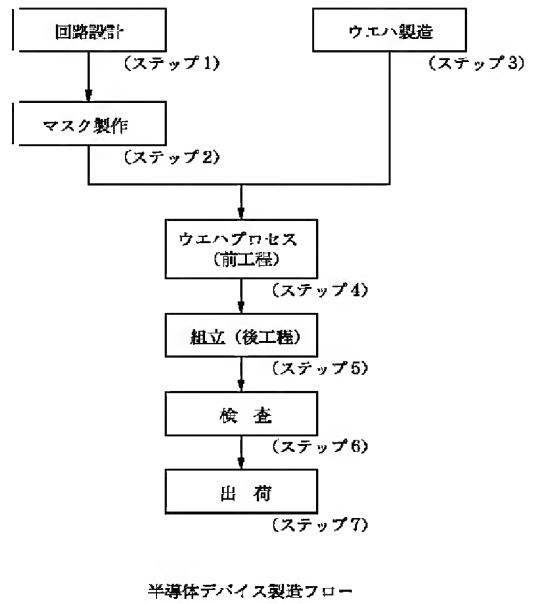 回路設計
(ステップ1)
ウエハ製造
(ステップ3)
マスク製作
(ステップ2)
ウエハプロセス
(前工程)
(ステップ4)
組立(後工程)
(ステップ5)
検 査
(ステップ6)
出 荷
(ステップ7)
半導体デバイス製造フロー